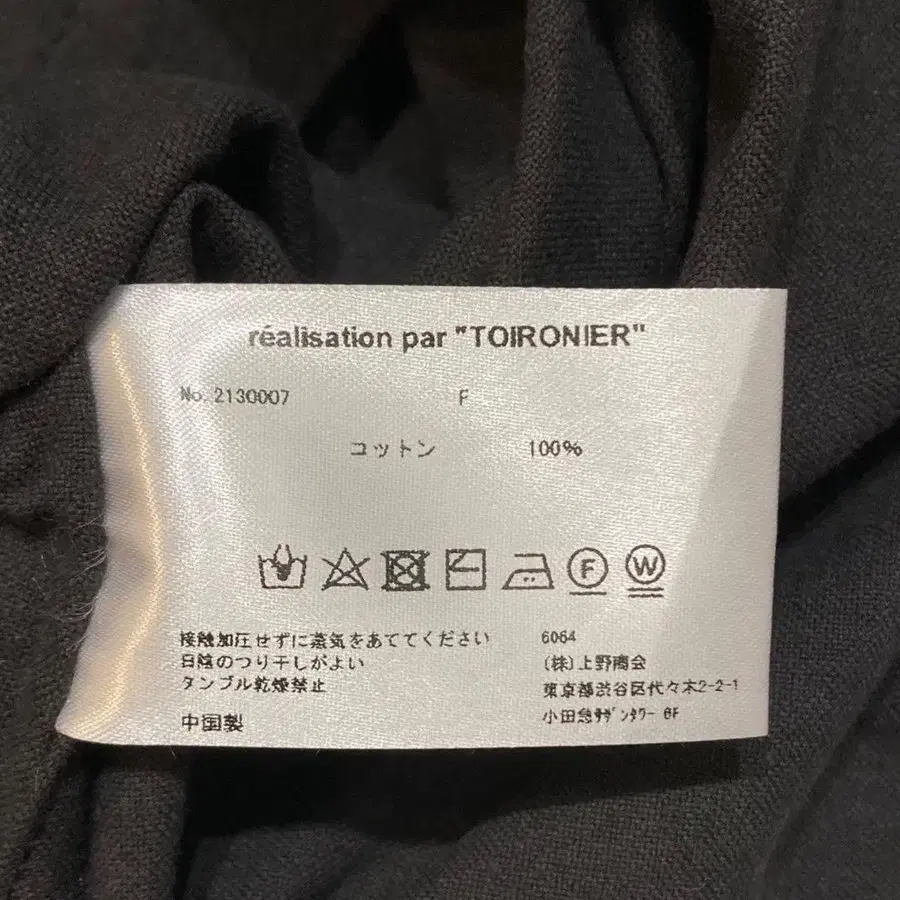 réalisation par "TOIRONIER"
No. 2130007 F
コットン 100%
F W
接触加圧せずに蒸気をあててください
日陰のつり干しがよい
タンブル乾燥禁止
中国製
6064
(株)上野商会
東京都渋谷区代々木2-2-1
小田急ｻｻﾞﾝﾀﾜｰ 6F